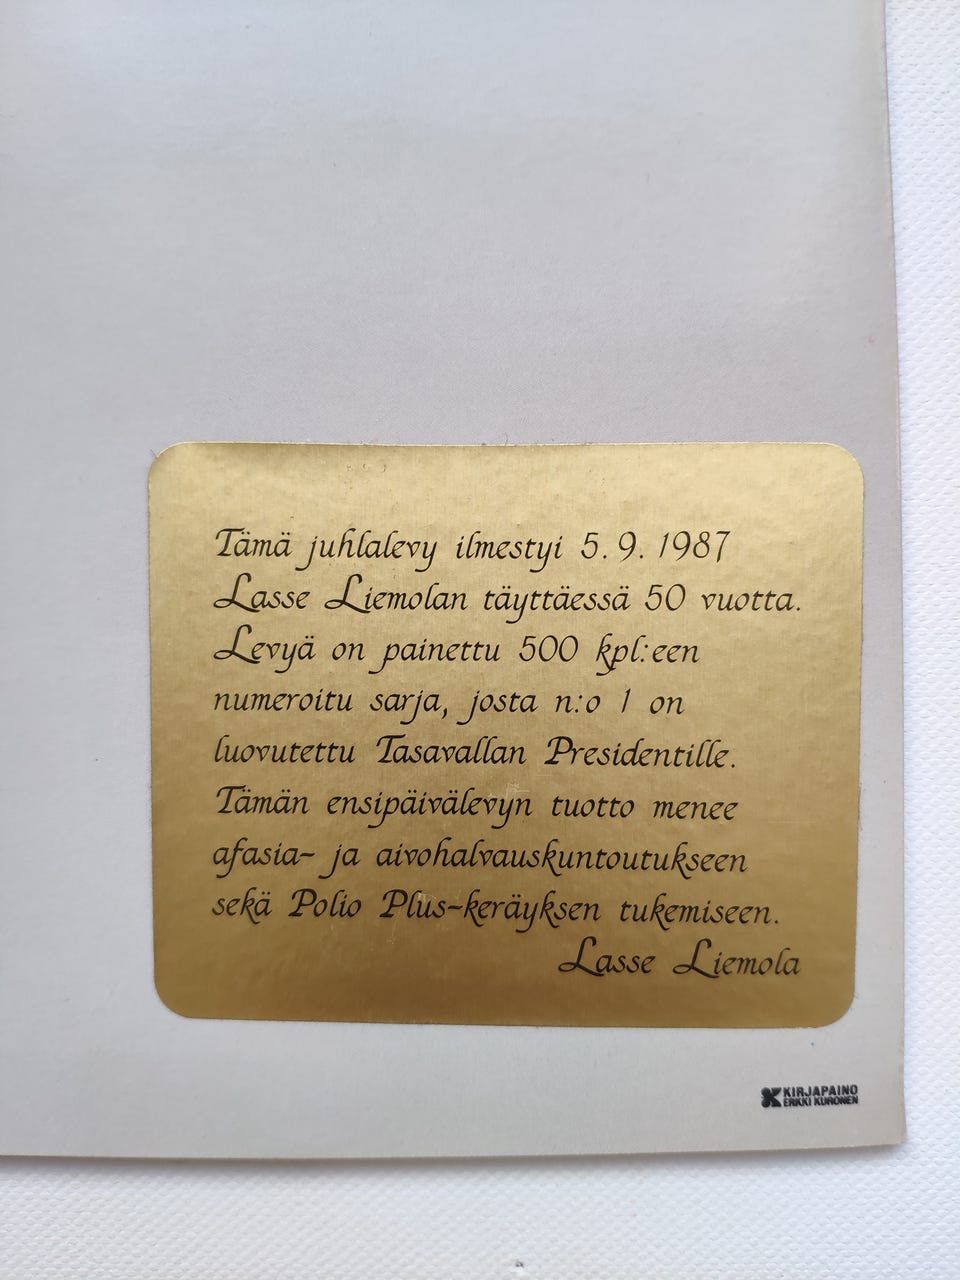 Tämä juhlalevy ilmestyi 5.9.1987
Lasse Liemolan täyttäessä 50 vuotta.
Levyä on painettu 500 kpl:een
numeroitu sarja, josta n:o 1 on
luovutettu Tasavallan Presidentille.
Tämän ensipäivälevyn tuotto menee
afasia- ja aivohalvauskuntoutukseen
sekä Polio Plus-keräyksen tukemiseen.
Lasse Liemola
KIRJAPAINO
ERKKI KURONEN